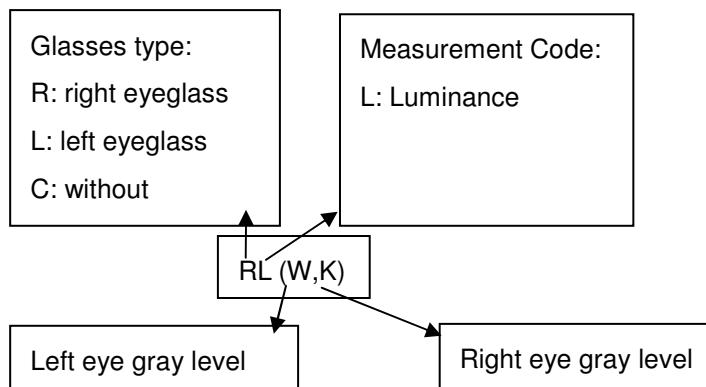 Glasses type:
R: right eyeglass
L: left eyeglass
C: without
Measurement Code:
L: Luminance
RL (W,K)
Left eye gray level
Right eye gray level